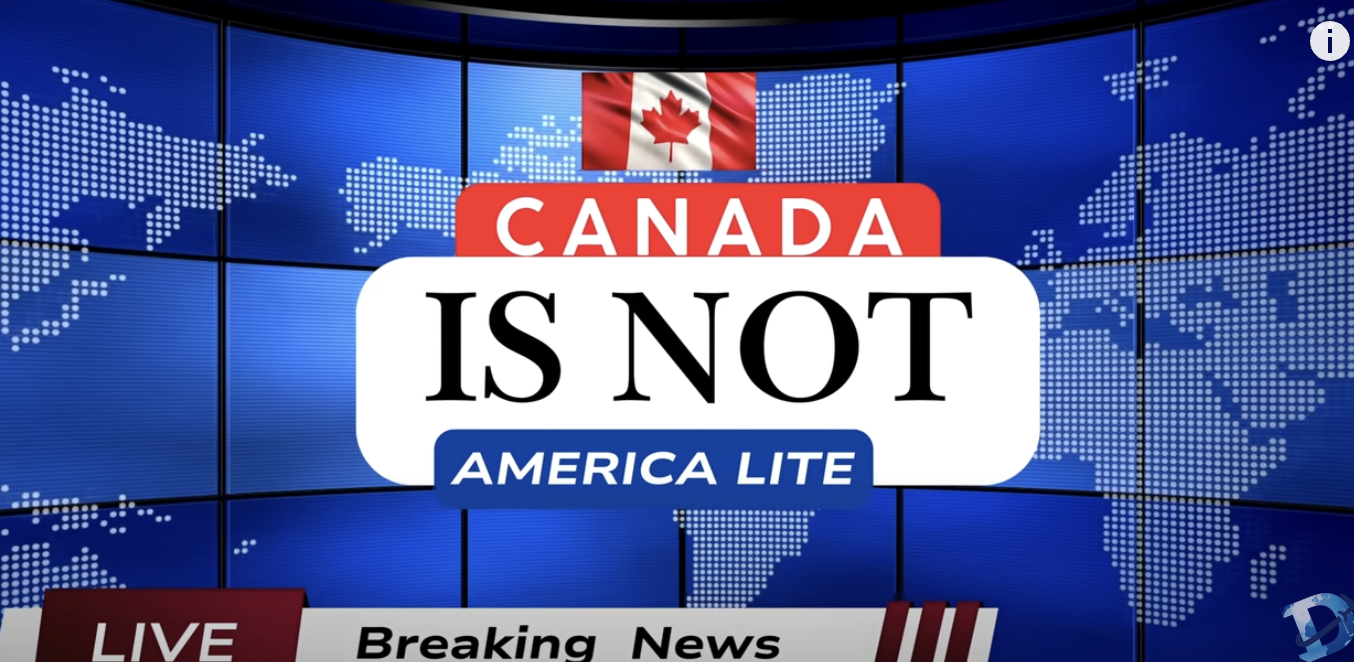 CANADA
IS NOT
AMERICA LITE
LIVE
Breaking News
i
D